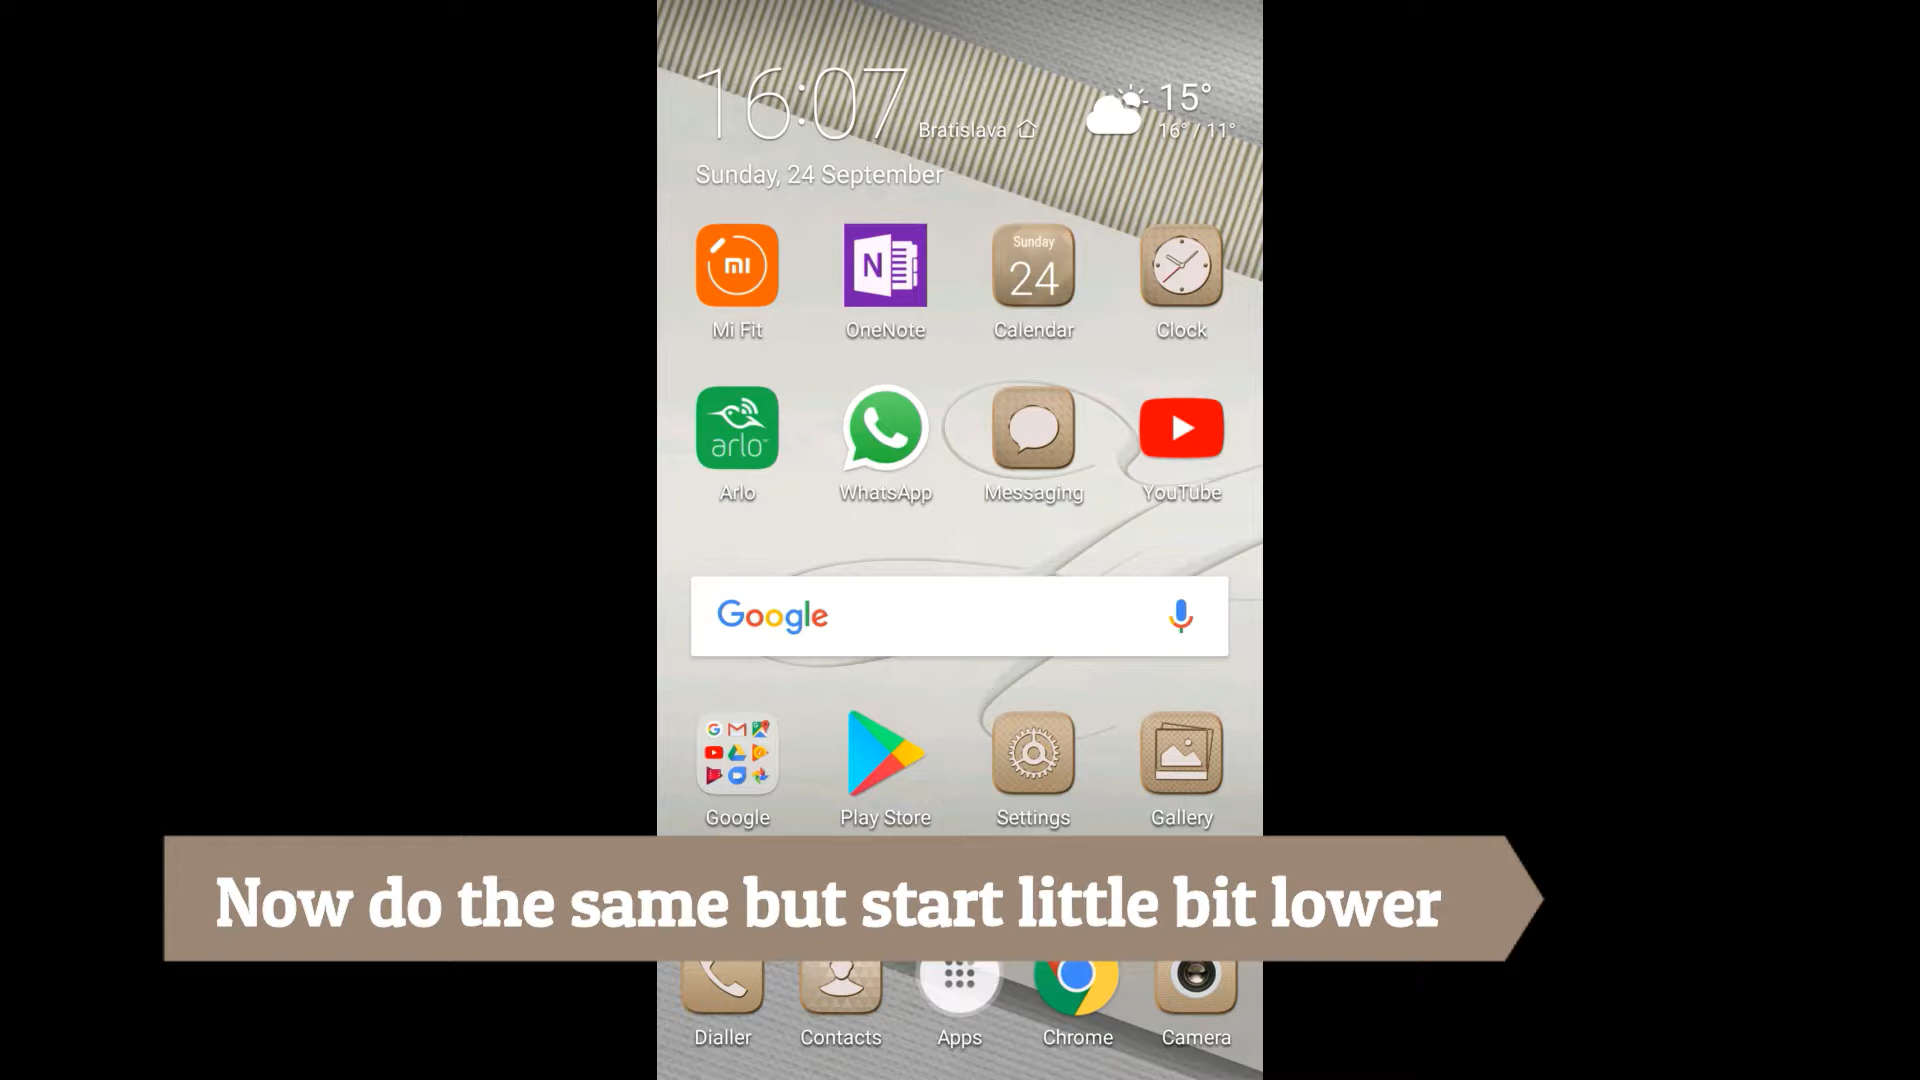 16:07
Bratislava
15°
16° / 11°
Sunday, 24 September
MI
N
Sunday
24
Mi Fit
OneNote
Calendar
Clock
arlo
Arlo
WhatsApp
Messaging
YouTube
Google
Google
Play Store
Settings
Gallery
Now do the same but start little bit lower
Dialler
Contacts
Apps
Chrome
Camera